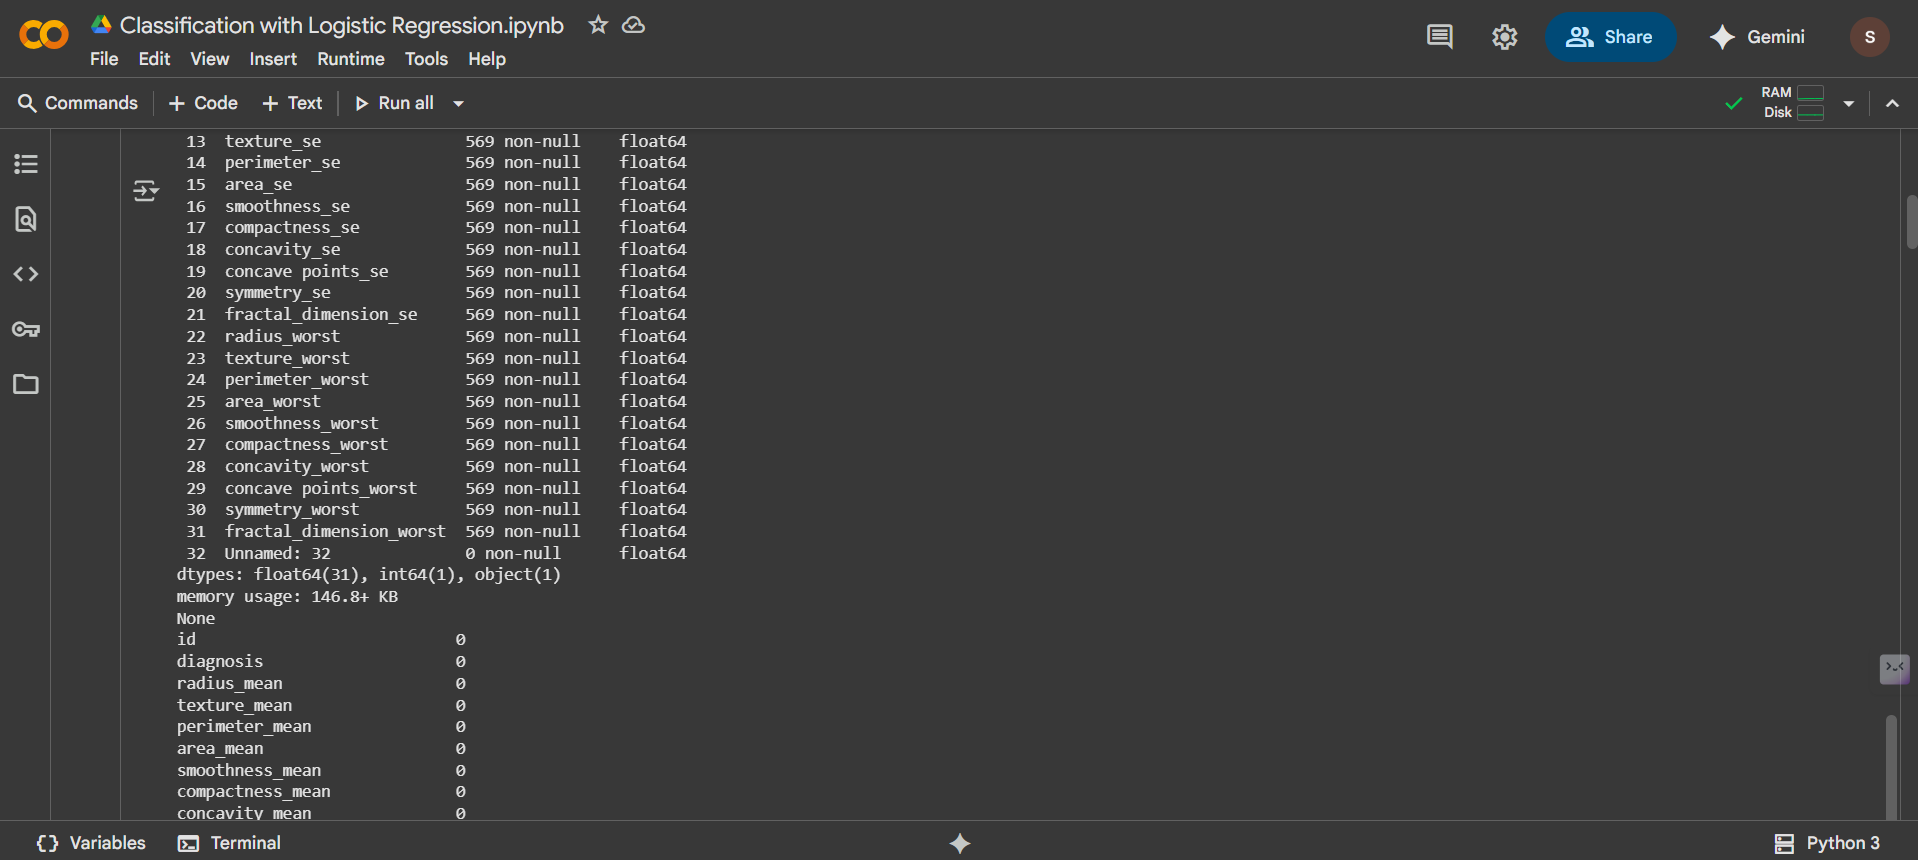 Classification with Logistic Regression.ipynb
File Edit View Insert Runtime Tools Help
Share
Gemini
S
Commands + Code + Text Run all
RAM
Disk
13 texture_se 569 non-null float64
14 perimeter_se 569 non-null float64
15 area_se 569 non-null float64
16 smoothness_se 569 non-null float64
17 compactness_se 569 non-null float64
18 concavity_se 569 non-null float64
19 concave points_se 569 non-null float64
20 symmetry_se 569 non-null float64
21 fractal_dimension_se 569 non-null float64
22 radius_worst 569 non-null float64
23 texture_worst 569 non-null float64
24 perimeter_worst 569 non-null float64
25 area_worst 569 non-null float64
26 smoothness_worst 569 non-null float64
27 compactness_worst 569 non-null float64
28 concavity_worst 569 non-null float64
29 concave points_worst 569 non-null float64
30 symmetry_worst 569 non-null float64
31 fractal_dimension_worst 569 non-null float64
32 Unnamed: 32 0 non-null float64
dtypes: float64(31), int64(1), object(1)
memory usage: 146.8+ KB
None
id 0
diagnosis 0
radius_mean 0
texture_mean 0
perimeter_mean 0
area_mean 0
smoothness_mean 0
compactness_mean 0
concavity_mean 0
Variables Terminal
Python 3